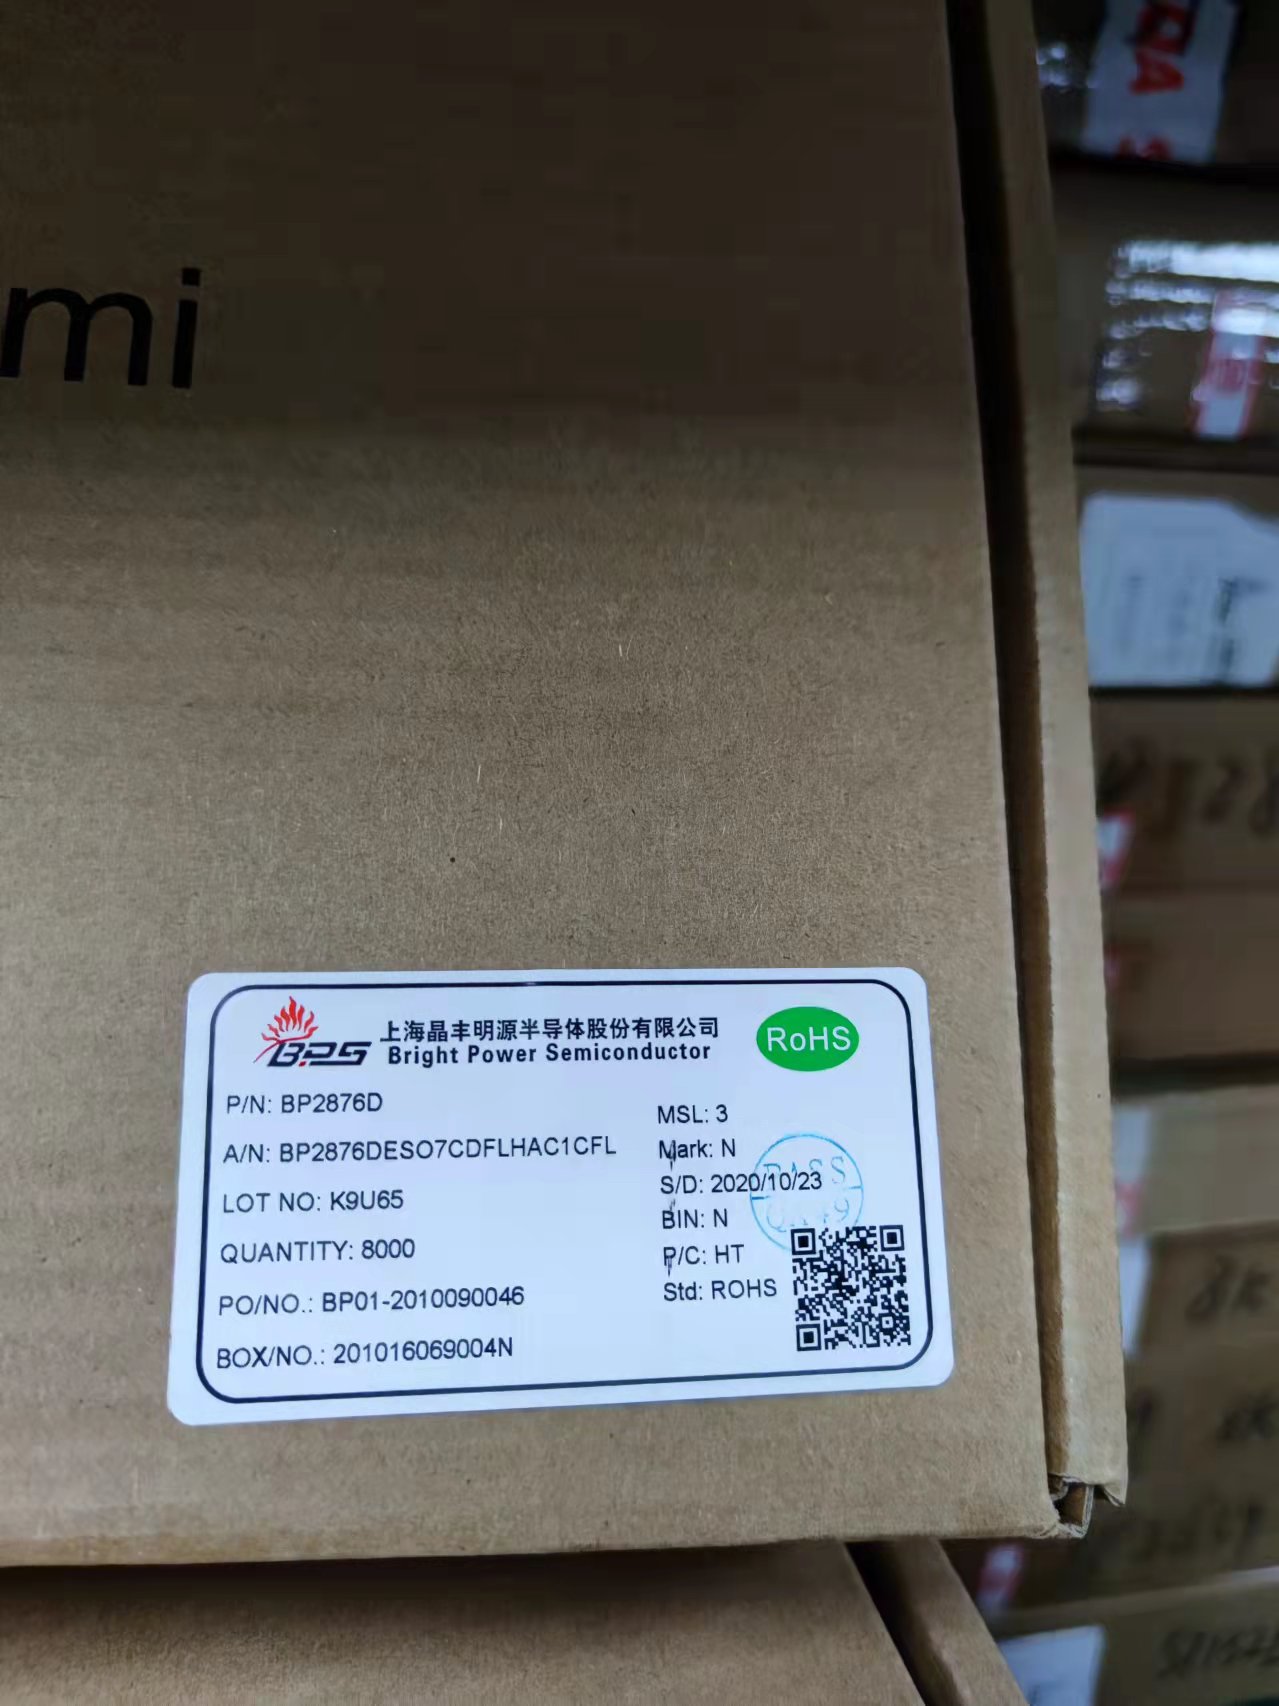 mi
BPS
上海晶丰明源半导体股份有限公司
Bright Power Semiconductor
RoHS
P/N: BP2876D
A/N: BP2876DESO7CDFLHAC1CFL
LOT NO: K9U65
QUANTITY: 8000
PO/NO.: BP01-2010090046
BOX/NO.: 201016069004N
MSL: 3
Mark: N
S/D: 2020/10/23
BIN: N
P/C: HT
Std: ROHS
PASS